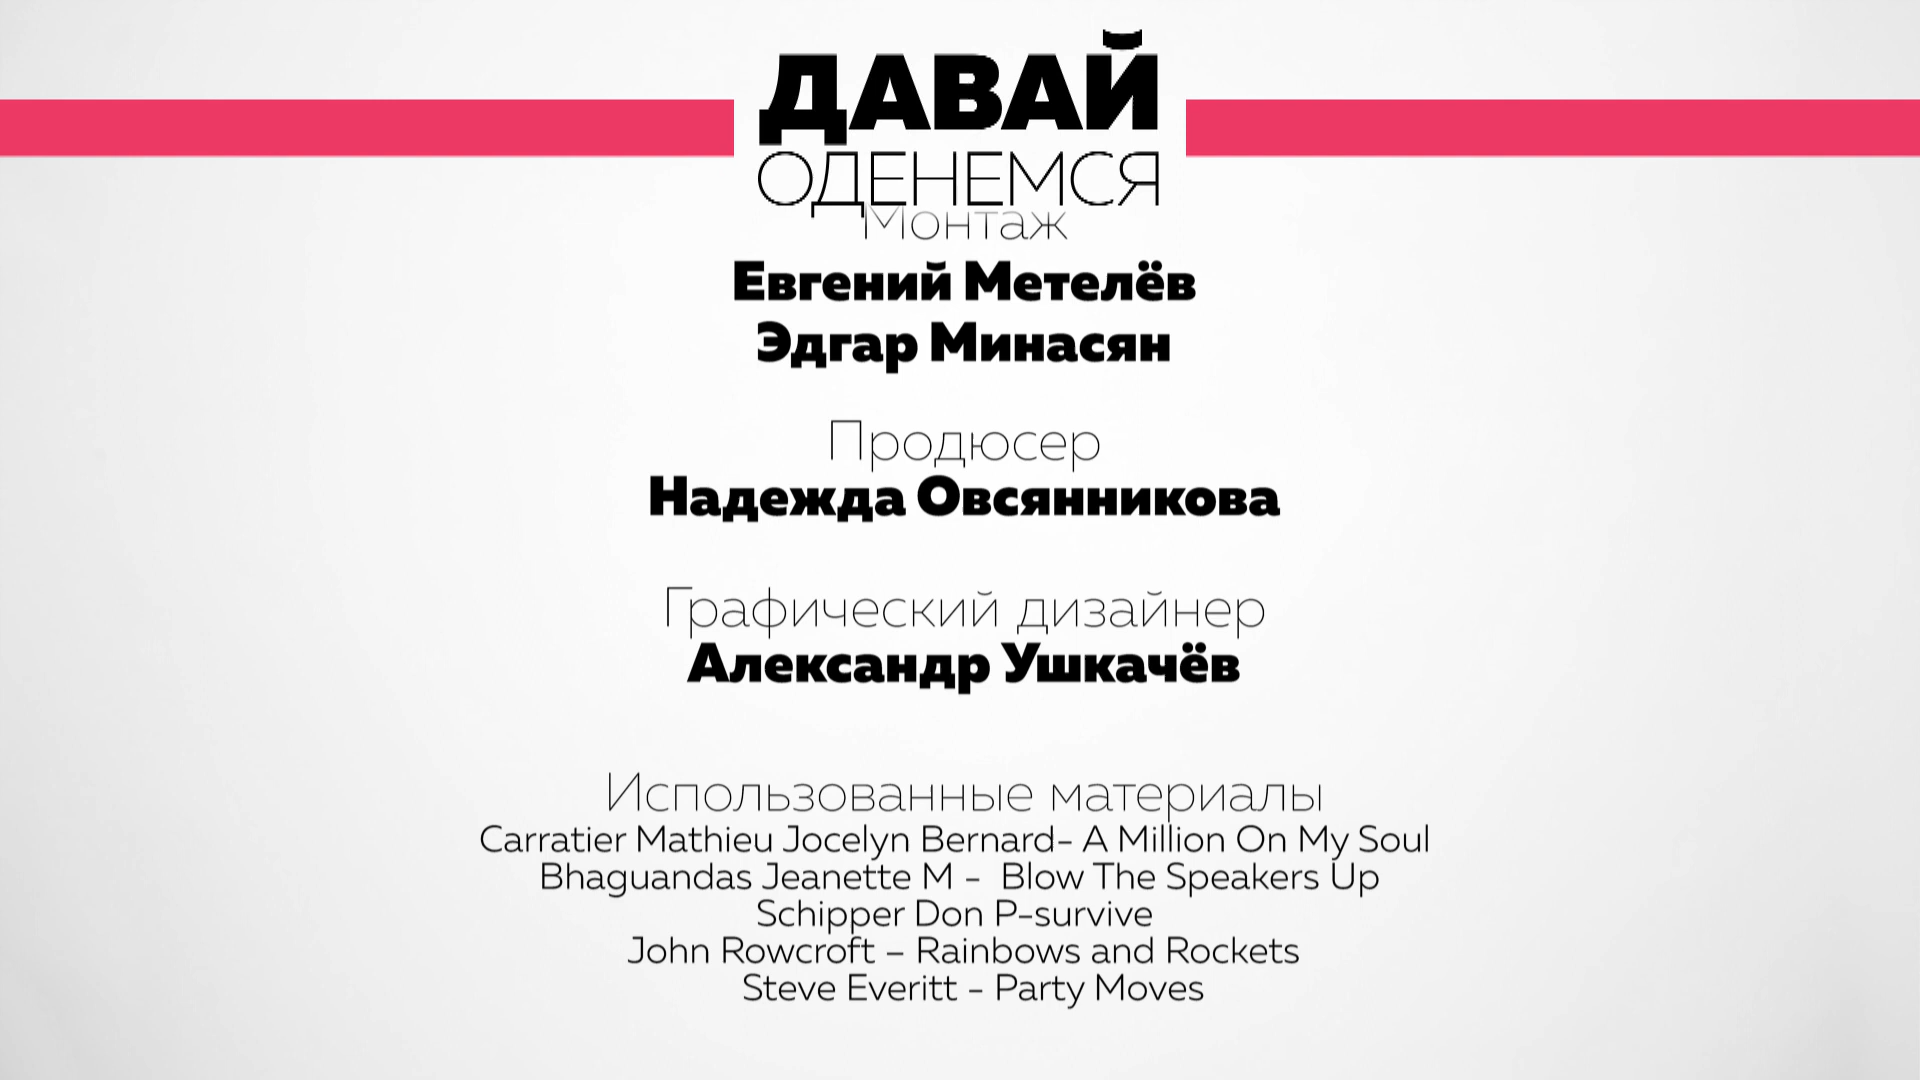 ДАВАЙ
ОДЕНЕМСЯ
Монтаж
Евгений Метелёв
Эдгар Минасян
Продюсер
Надежда Овсянникова
Графический дизайнер
Александр Ушкачёв
Использованные материалы
Carratier Mathieu Jocelyn Bernard- A Million On My Soul
Bhaguandas Jeanette M -  Blow The Speakers Up
Schipper Don P-survive
John Rowcroft – Rainbows and Rockets
Steve Everitt - Party Moves